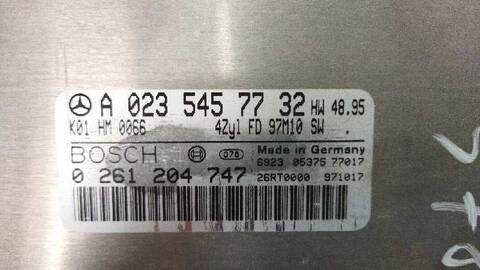 A 023 545 77 32 HW 48.95
K01 HM 0066 4Zyl FD 97M10 SW .
BOSCH 076 Made in Germany
6923 05375 77017
0 261 204 747 26RT0000 971017